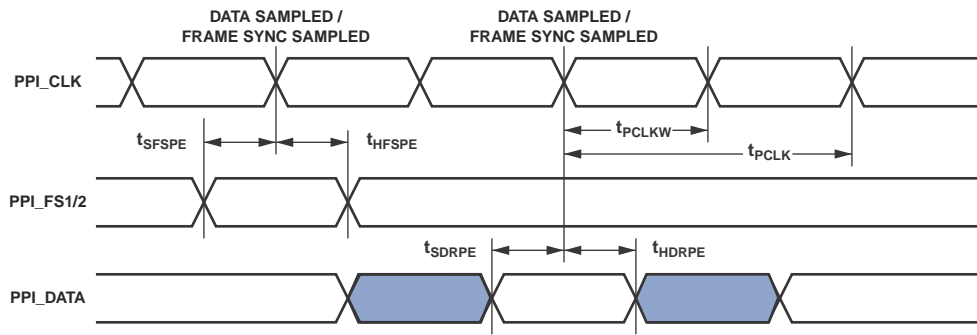 DATA SAMPLED /
FRAME SYNC SAMPLED
DATA SAMPLED /
FRAME SYNC SAMPLED
PPI_CLK
tSFSPE
tHFSPE
tPCLKW
tPCLK
PPI_FS1/2
tSDRPE
tHDRPE
PPI_DATA